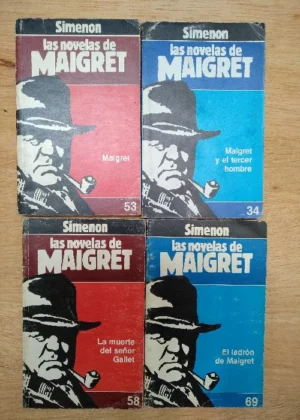 Simenon
las novelas de
MAIGRET
Maigret
53
Simenon
las novelas de
MAIGRET
Maigret
y el tercer
hombre
34
Simenon
las novelas de
MAIGRET
La muerte
del señor
Gallet
58
Simenon
las novelas de
MAIGRET
El ladrón
de Maigret
69